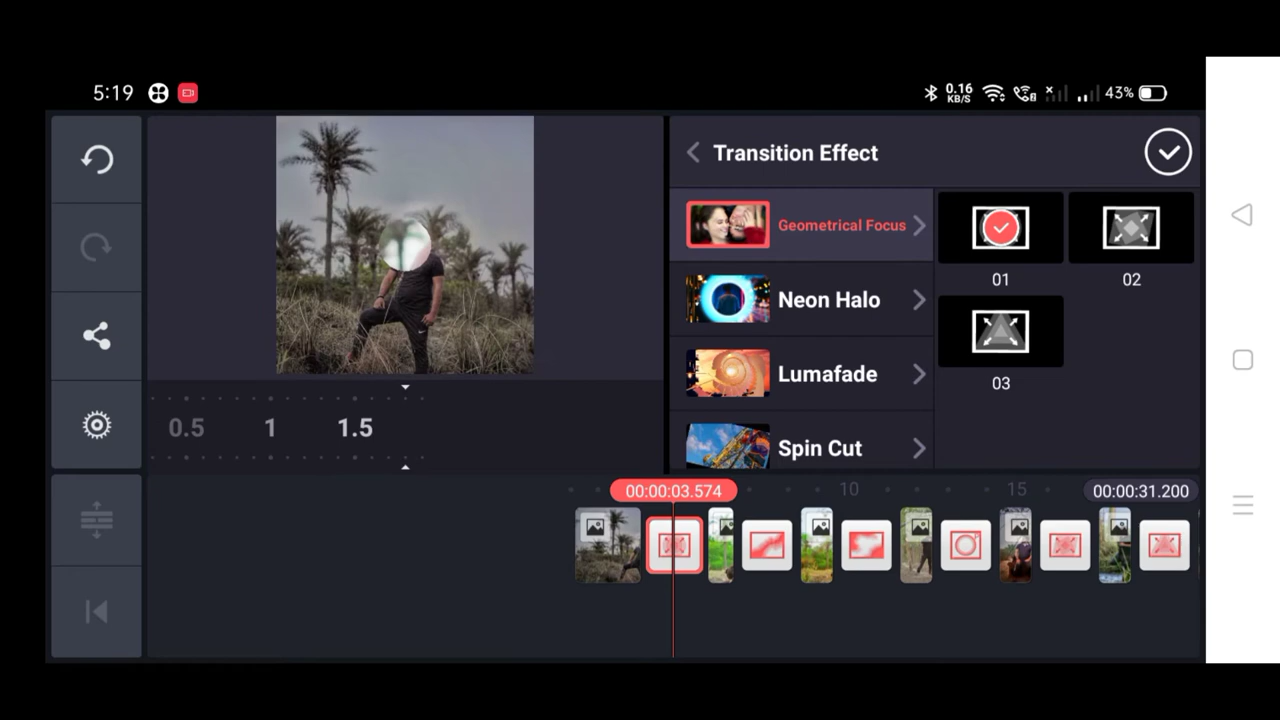 5:19
0.16
KB/S
2
x
43%
Transition Effect
Geometrical Focus
01
02
Neon Halo
03
Lumafade
0.5 1 1.5
Spin Cut
00:00:03.574 10 15 00:00:31.200